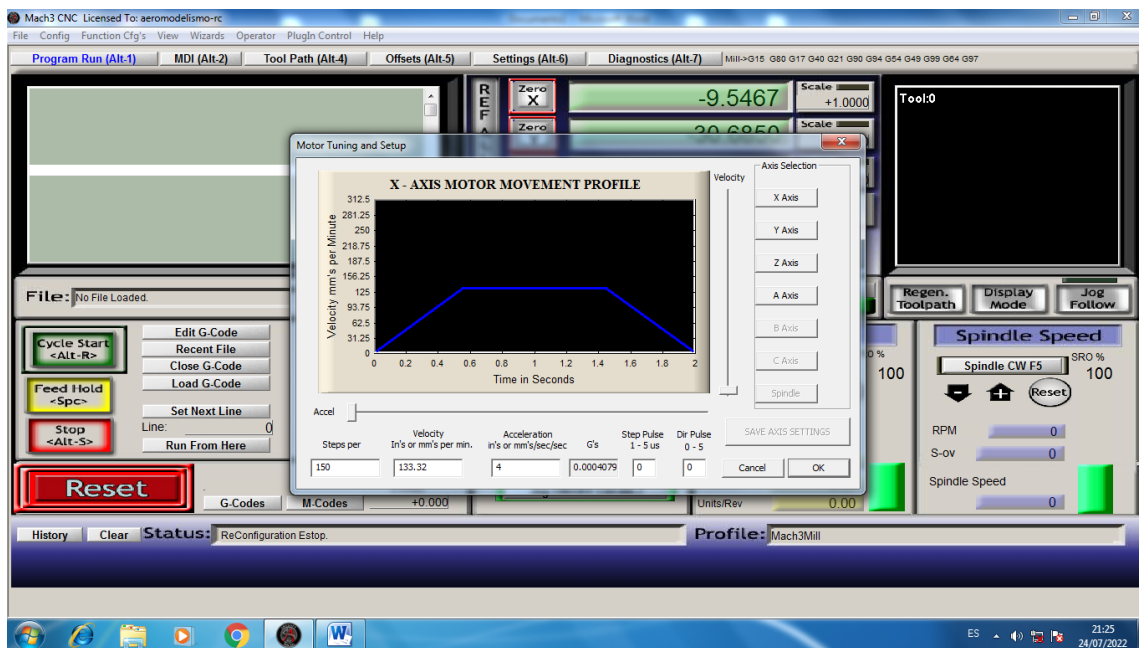 Mach3 CNC Licensed To: aeromodelismo-rc
File Config Function Cfg's View Wizards Operator PlugIn Control Help
Program Run (Alt-1) MDI (Alt-2) Tool Path (Alt-4) Offsets (Alt-5) Settings (Alt-6) Diagnostics (Alt-7) Mill->G15 G80 G17 G40 G21 G90 G94 G54 G49 G99 G64 G97
REF
Zero X -9.5467 Scale +1.0000
Zero Scale
Tool:0
Motor Tuning and Setup
X - AXIS MOTOR MOVEMENT PROFILE
Velocity mm's per Minute
312.5
281.25
250
218.75
187.5
156.25
125
93.75
62.5
31.25
0
0 0.2 0.4 0.6 0.8 1 1.2 1.4 1.6 1.8 2
Time in Seconds
Velocity
Axis Selection
X Axis
Y Axis
Z Axis
A Axis
B Axis
C Axis
Spindle
Accel
Steps per
Velocity
In's or mm's per min.
Acceleration
in's or mm's/sec/sec
G's
Step Pulse
1 - 5 us
Dir Pulse
0 - 5
SAVE AXIS SETTINGS
150 133.32 4 0.0004079 0 0 Cancel OK
File: No File Loaded.
Regen. Toolpath
Display Mode
Jog Follow
Cycle Start
<Alt-R>
Feed Hold
<Spc>
Stop
<Alt-S>
Edit G-Code
Recent File
Close G-Code
Load G-Code
Set Next Line
Line: 0
Run From Here
Reset
G-Codes M-Codes +0.000
%
100
Units/Rev 0.00
Spindle Speed
Spindle CW F5
SRO %
100
Reset
RPM 0
S-ov 0
Spindle Speed
0
History Clear Status: ReConfiguration Estop. Profile: Mach3Mill
ES 21:25
24/07/2022